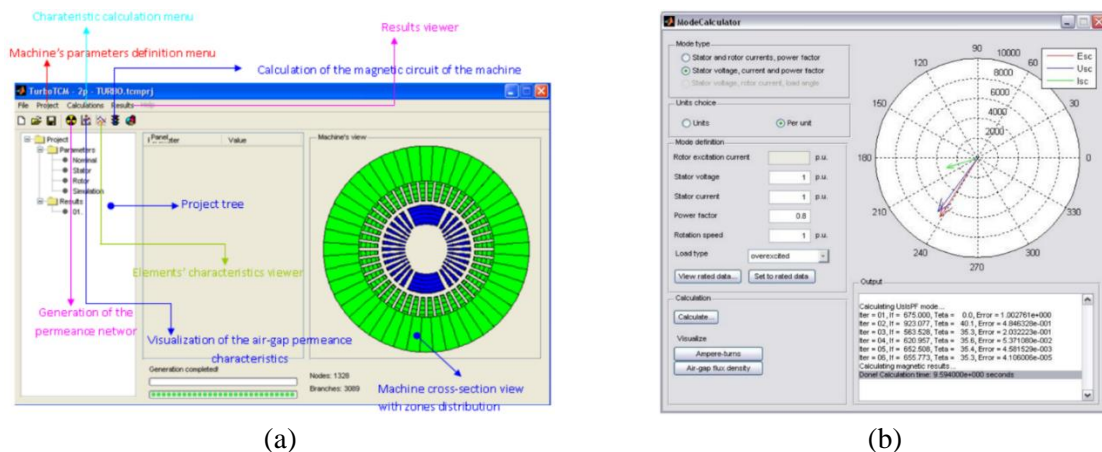 Charateristic calculation menu
Results viewer
Machine's parameters definition menu
Calculation of the magnetic circuit of the machine
TurboTCM - 2p - TURNO.tcmprj
File Project Calculations Results Help
Project
Parameters
Nominal
Stator
Rotor
Simulation
Results
01.
Panel
Value
Machine's view
Project tree
Elements' characteristics viewer
Generation of the
permeance networ
Visualization of the air-gap permeance
characteristics
Generation completed!
Nodes: 1328
Branches: 3089
Machine cross-section view
with zones distribution
(a)
ModeCalculator
Mode type
Stator and rotor currents, power factor
Stator voltage, current and power factor
Stator voltage, rotor current, load angle
Units choice
Units
Per unit
Mode definition
Rotor excitation current p.u.
Stator voltage 1 p.u.
Stator current 1 p.u.
Power factor 0.8
Rotation speed 1 p.u.
Load type overexcited
View rated data... Set to rated data
Calculation
Calculate...
Visualize
Ampere-turns
Air-gap flux density
90 10000
120 8000 60
6000
150 4000
2000
180 0
210 330
240 300
270
Esc
Usc
Isc
Output
Calculating UsIsPF mode...
Iter = 01, If = 675.000, Teta = 0.0, Error = 1.002761e+000
Iter = 02, If = 923.077, Teta = 40.1, Error = 4.846328e-001
Iter = 03, If = 563.528, Teta = 35.3, Error = 2.032223e-001
Iter = 04, If = 620.957, Teta = 35.6, Error = 5.371080e-002
Iter = 05, If = 652.508, Teta = 35.4, Error = 4.581529e-003
Iter = 06, If = 655.773, Teta = 35.3, Error = 4.106006e-005
Calculating magnetic results ...
Done! Calculation time: 9.594000e+000 seconds
(b)